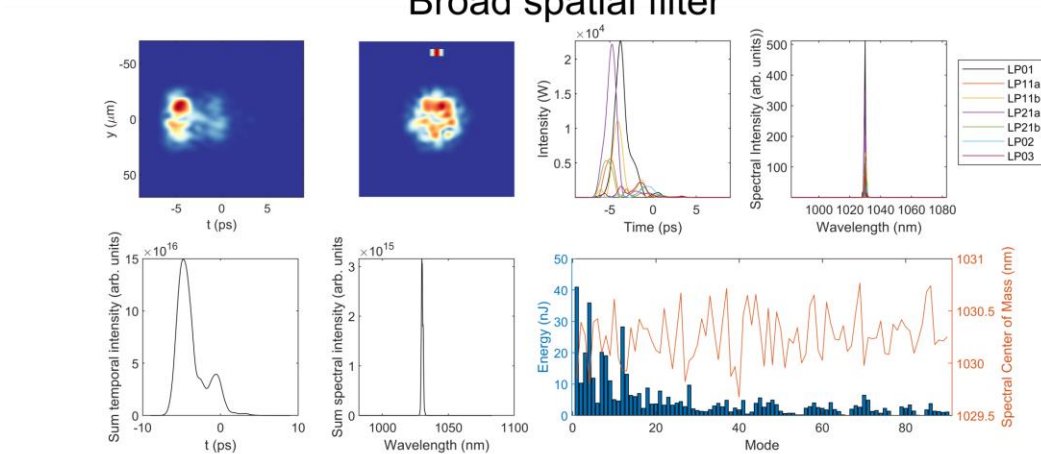 Broad spatial filter
-50
0
50
y (μm)
-5 0 5
t (ps)
×10⁴
2
1.5
1
0.5
Intensity (W)
-5 0 5
Time (ps)
500
400
300
200
100
Spectral Intensity (arb. units))
1000 1020 1040 1060 1080
Wavelength (nm)
LP01
LP11a
LP11b
LP21a
LP21b
LP02
LP03
×10¹⁶
15
10
5
0
Sum temporal intensity (arb. units)
-10 0 10
t (ps)
×10¹⁵
3
2
1
0
Sum spectral intensity (arb. units)
1000 1050 1100
Wavelength (nm)
50
40
30
20
10
0
Energy (nJ)
0 20 40 60 80
Mode
1031
1030.5
1030
1029.5
Spectral Center of Mass (nm)